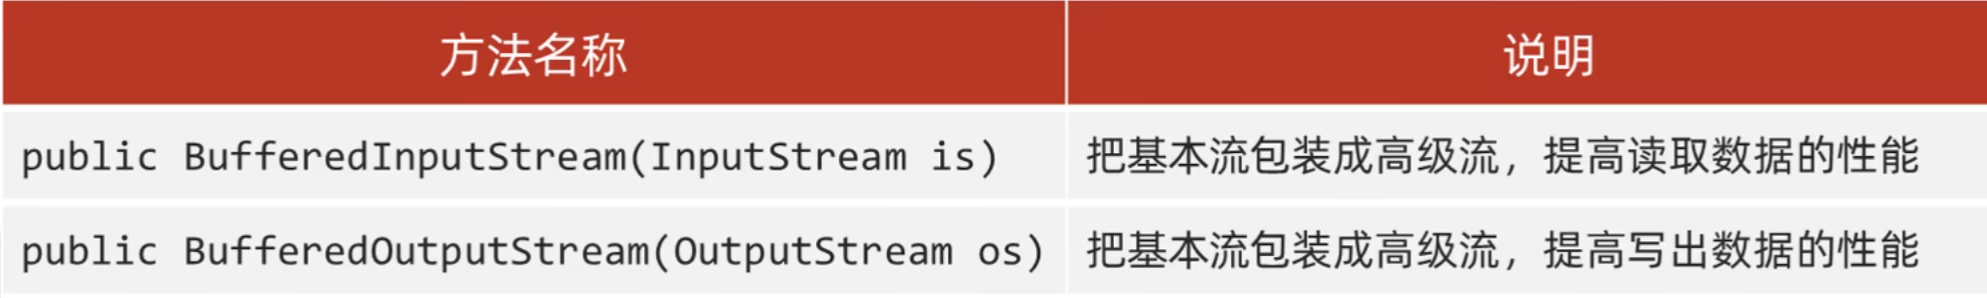 方法名称 说明
public BufferedInputStream(InputStream is) 把基本流包装成高级流，提高读取数据的性能
public BufferedOutputStream(OutputStream os) 把基本流包装成高级流，提高写出数据的性能